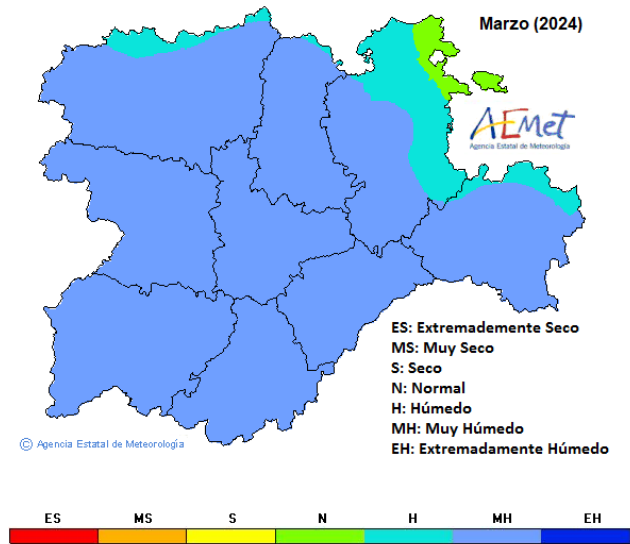 Marzo (2024)
AEMet
Agencia Estatal de Meteorología
ES: Extremademente Seco
MS: Muy Seco
S: Seco
N: Normal
H: Húmedo
MH: Muy Húmedo
EH: Extremadamente Húmedo
© Agencia Estatal de Meteorología
ES MS S N H MH EH